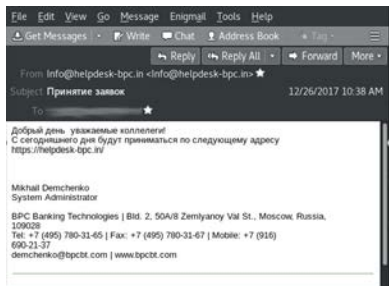 File Edit View Go Message Enigmail Tools Help
Get Messages Write Chat Address Book Tag
Reply Reply All Forward More
From Info@helpdesk-bpc.in <Info@helpdesk-bpc.in>
Subject Принятие заявок 12/26/2017 10:38 AM
To
Добрый день уважаемые коллелеги!
С сегодняшнего дня будут приниматься по следующему адресу
https://helpdesk-bpc.in/
Mikhail Demchenko
System Administrator
BPC Banking Technologies | Bld. 2, 50A/8 Zemlyanoy Val St., Moscow, Russia,
109028
Tel: +7 (495) 780-31-65 | Fax: +7 (495) 780-31-67 | Mobile: +7 (916)
690-21-37
demchenko@bpcbt.com | www.bpcbt.com